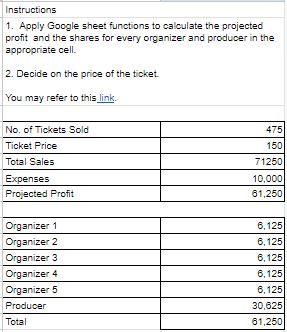 Instructions
1. Apply Google sheet functions to calculate the projected
profit and the shares for every organizer and producer in the
appropriate cell.
2. Decide on the price of the ticket.
You may refer to this link.
No. of Tickets Sold 475
Ticket Price 150
Total Sales 71250
Expenses 10,000
Projected Profit 61,250
Organizer 1 6,125
Organizer 2 6,125
Organizer 3 6,125
Organizer 4 6,125
Organizer 5 6,125
Producer 30,625
Total 61,250